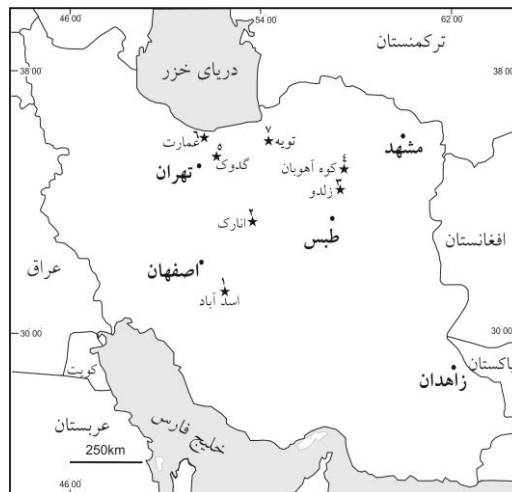 46 00
54 00
62 00
ترکمنستان
38 00
38 00
دریای خزر
۶
عمارت
۷
تویه
۵
گدوک
مشهد
۴
کوه آهوبان
تهران
۳
زلدو
۲
انارک
طبس
افغانستان
اصفهان
عراق
۱
اسد آباد
30 00
30 00
کویت
پاکستان
زاهدان
عربستان
خلیج فارس
250km
46 00